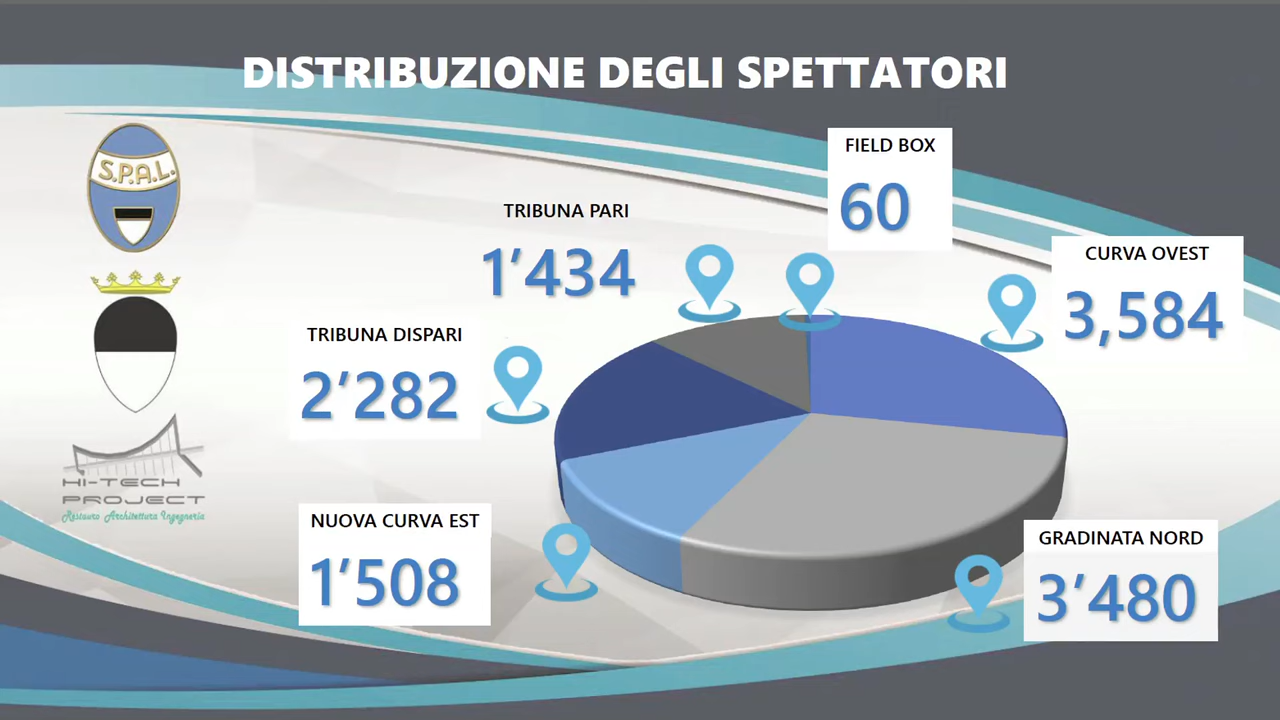 DISTRIBUZIONE DEGLI SPETTATORI
S.P.A.L.
HI-TECH
PROJECT
Restauro Architettura Ingegneria
FIELD BOX
60
TRIBUNA PARI
1’434
CURVA OVEST
3,584
TRIBUNA DISPARI
2’282
NUOVA CURVA EST
1’508
GRADINATA NORD
3’480